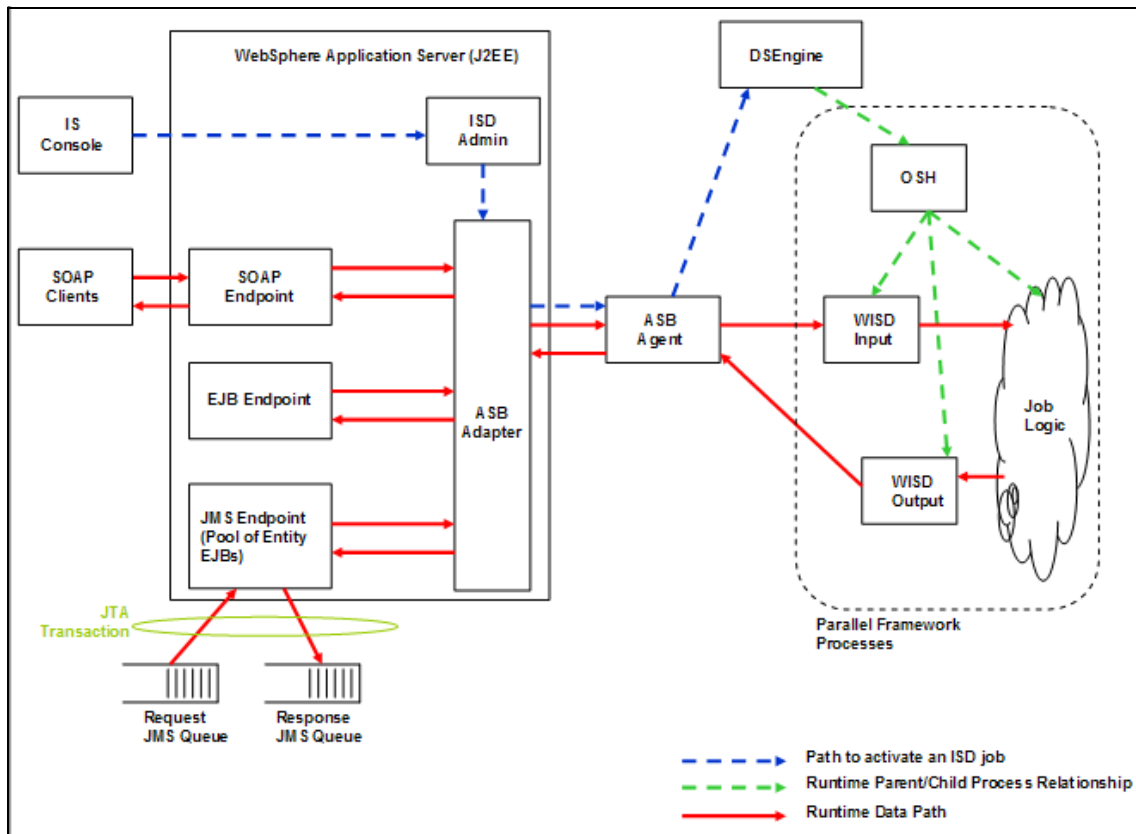 WebSphere Application Server (J2EE)
DSEngine
IS
Console
ISD
Admin
OSH
SOAP
Clients
SOAP
Endpoint
ASB
Agent
WISD
Input
EJB Endpoint
ASB
Adapter
Job
Logic
WISD
Output
JMS Endpoint
(Pool of Entity
EJBs)
JTA
Transaction
Parallel Framework
Processes
Request
JMS Queue
Response
JMS Queue
Path to activate an ISD job
Runtime Parent/Child Process Relationship
Runtime Data Path